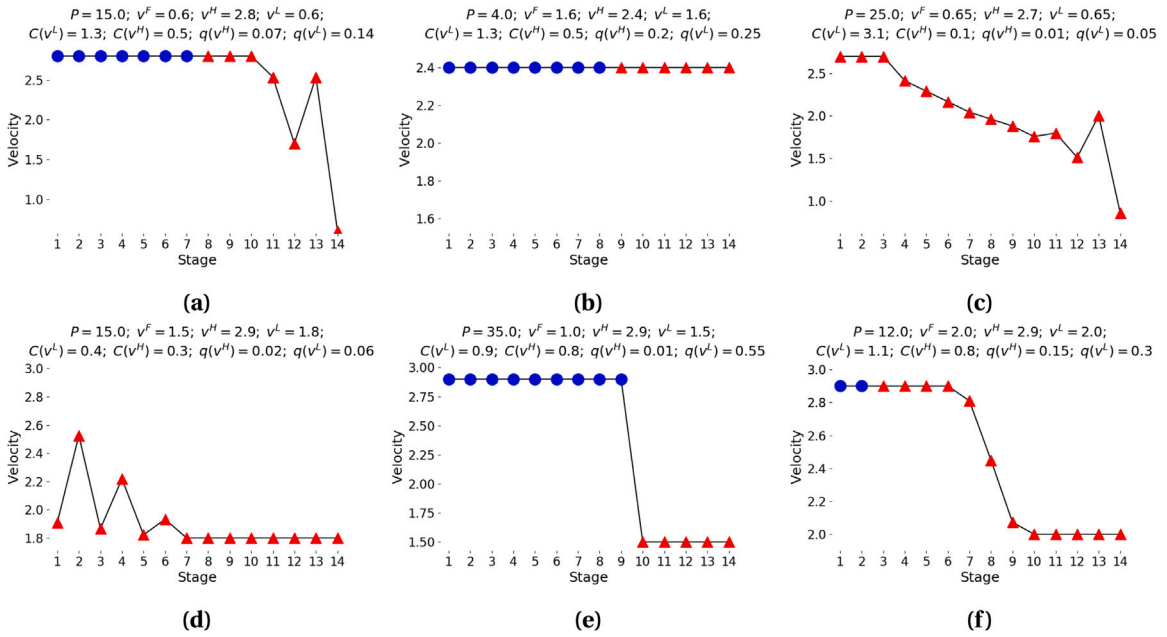 P = 15.0; v^F = 0.6; v^H = 2.8; v^L = 0.6;
C(v^L) = 1.3; C(v^H) = 0.5; q(v^H) = 0.07; q(v^L) = 0.14
Velocity
2.5
2.0
1.5
1.0
1 2 3 4 5 6 7 8 9 10 11 12 13 14
Stage
(a)
P = 4.0; v^F = 1.6; v^H = 2.4; v^L = 1.6;
C(v^L) = 1.3; C(v^H) = 0.5; q(v^H) = 0.2; q(v^L) = 0.25
Velocity
2.4
2.2
2.0
1.8
1.6
1 2 3 4 5 6 7 8 9 10 11 12 13 14
Stage
(b)
P = 25.0; v^F = 0.65; v^H = 2.7; v^L = 0.65;
C(v^L) = 3.1; C(v^H) = 0.1; q(v^H) = 0.01; q(v^L) = 0.05
Velocity
2.5
2.0
1.5
1.0
1 2 3 4 5 6 7 8 9 10 11 12 13 14
Stage
(c)
P = 15.0; v^F = 1.5; v^H = 2.9; v^L = 1.8;
C(v^L) = 0.4; C(v^H) = 0.3; q(v^H) = 0.02; q(v^L) = 0.06
Velocity
3.0
2.8
2.6
2.4
2.2
2.0
1.8
1 2 3 4 5 6 7 8 9 10 11 12 13 14
Stage
(d)
P = 35.0; v^F = 1.0; v^H = 2.9; v^L = 1.5;
C(v^L) = 0.9; C(v^H) = 0.8; q(v^H) = 0.01; q(v^L) = 0.55
Velocity
3.00
2.75
2.50
2.25
2.00
1.75
1.50
1 2 3 4 5 6 7 8 9 10 11 12 13 14
Stage
(e)
P = 12.0; v^F = 2.0; v^H = 2.9; v^L = 2.0;
C(v^L) = 1.1; C(v^H) = 0.8; q(v^H) = 0.15; q(v^L) = 0.3
Velocity
3.0
2.8
2.6
2.4
2.2
2.0
1 2 3 4 5 6 7 8 9 10 11 12 13 14
Stage
(f)